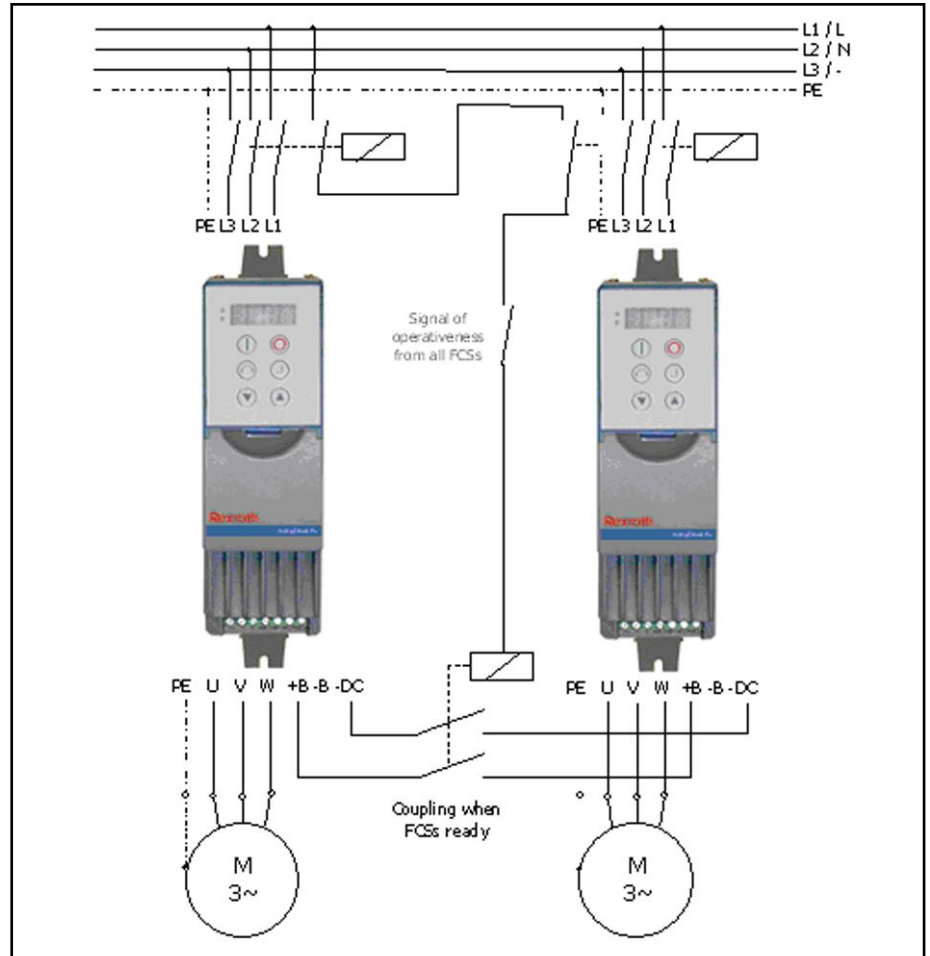 L1 / L
L2 / N
L3 / -
PE
PE L3 L2 L1
PE L3 L2 L1
Signal of
operativeness
from all FCSs
Rexroth
Rexroth
PE U V W +B -B -DC
PE U V W +B -B -DC
Coupling when
FCSs ready
M
3~
M
3~